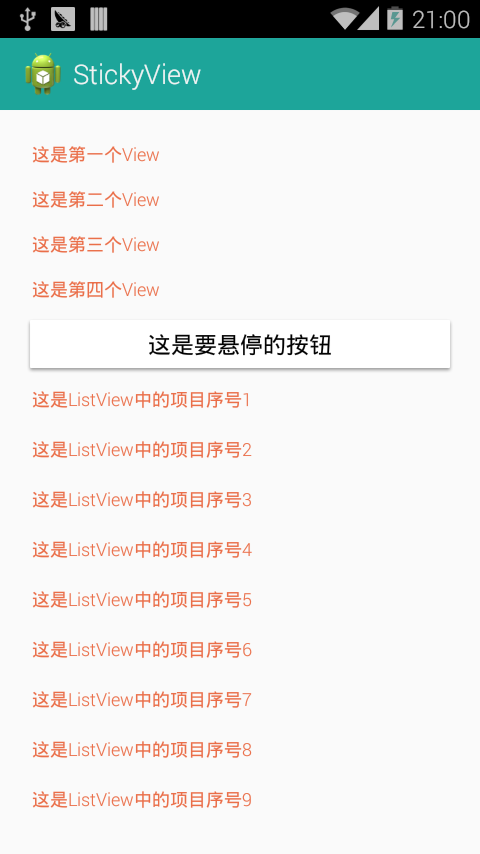 21:00
StickyView
这是第一个View
这是第二个View
这是第三个View
这是第四个View
这是要悬停的按钮
这是ListView中的项目序号1
这是ListView中的项目序号2
这是ListView中的项目序号3
这是ListView中的项目序号4
这是ListView中的项目序号5
这是ListView中的项目序号6
这是ListView中的项目序号7
这是ListView中的项目序号8
这是ListView中的项目序号9